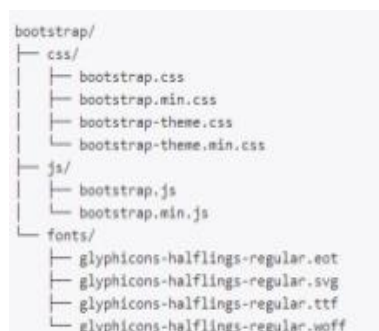 bootstrap/
├── css/
│   ├── bootstrap.css
│   ├── bootstrap.min.css
│   ├── bootstrap-theme.css
│   └── bootstrap-theme.min.css
├── js/
│   ├── bootstrap.js
│   └── bootstrap.min.js
└── fonts/
    ├── glyphicons-halflings-regular.eot
    ├── glyphicons-halflings-regular.svg
    ├── glyphicons-halflings-regular.ttf
    └── glyphicons-halflings-regular.woff